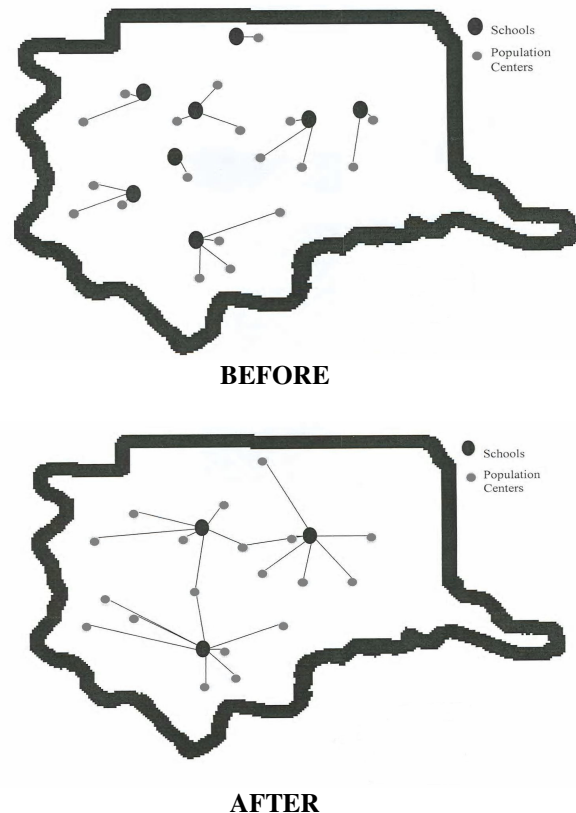 Schools
Population
Centers
BEFORE
Schools
Population
Centers
AFTER